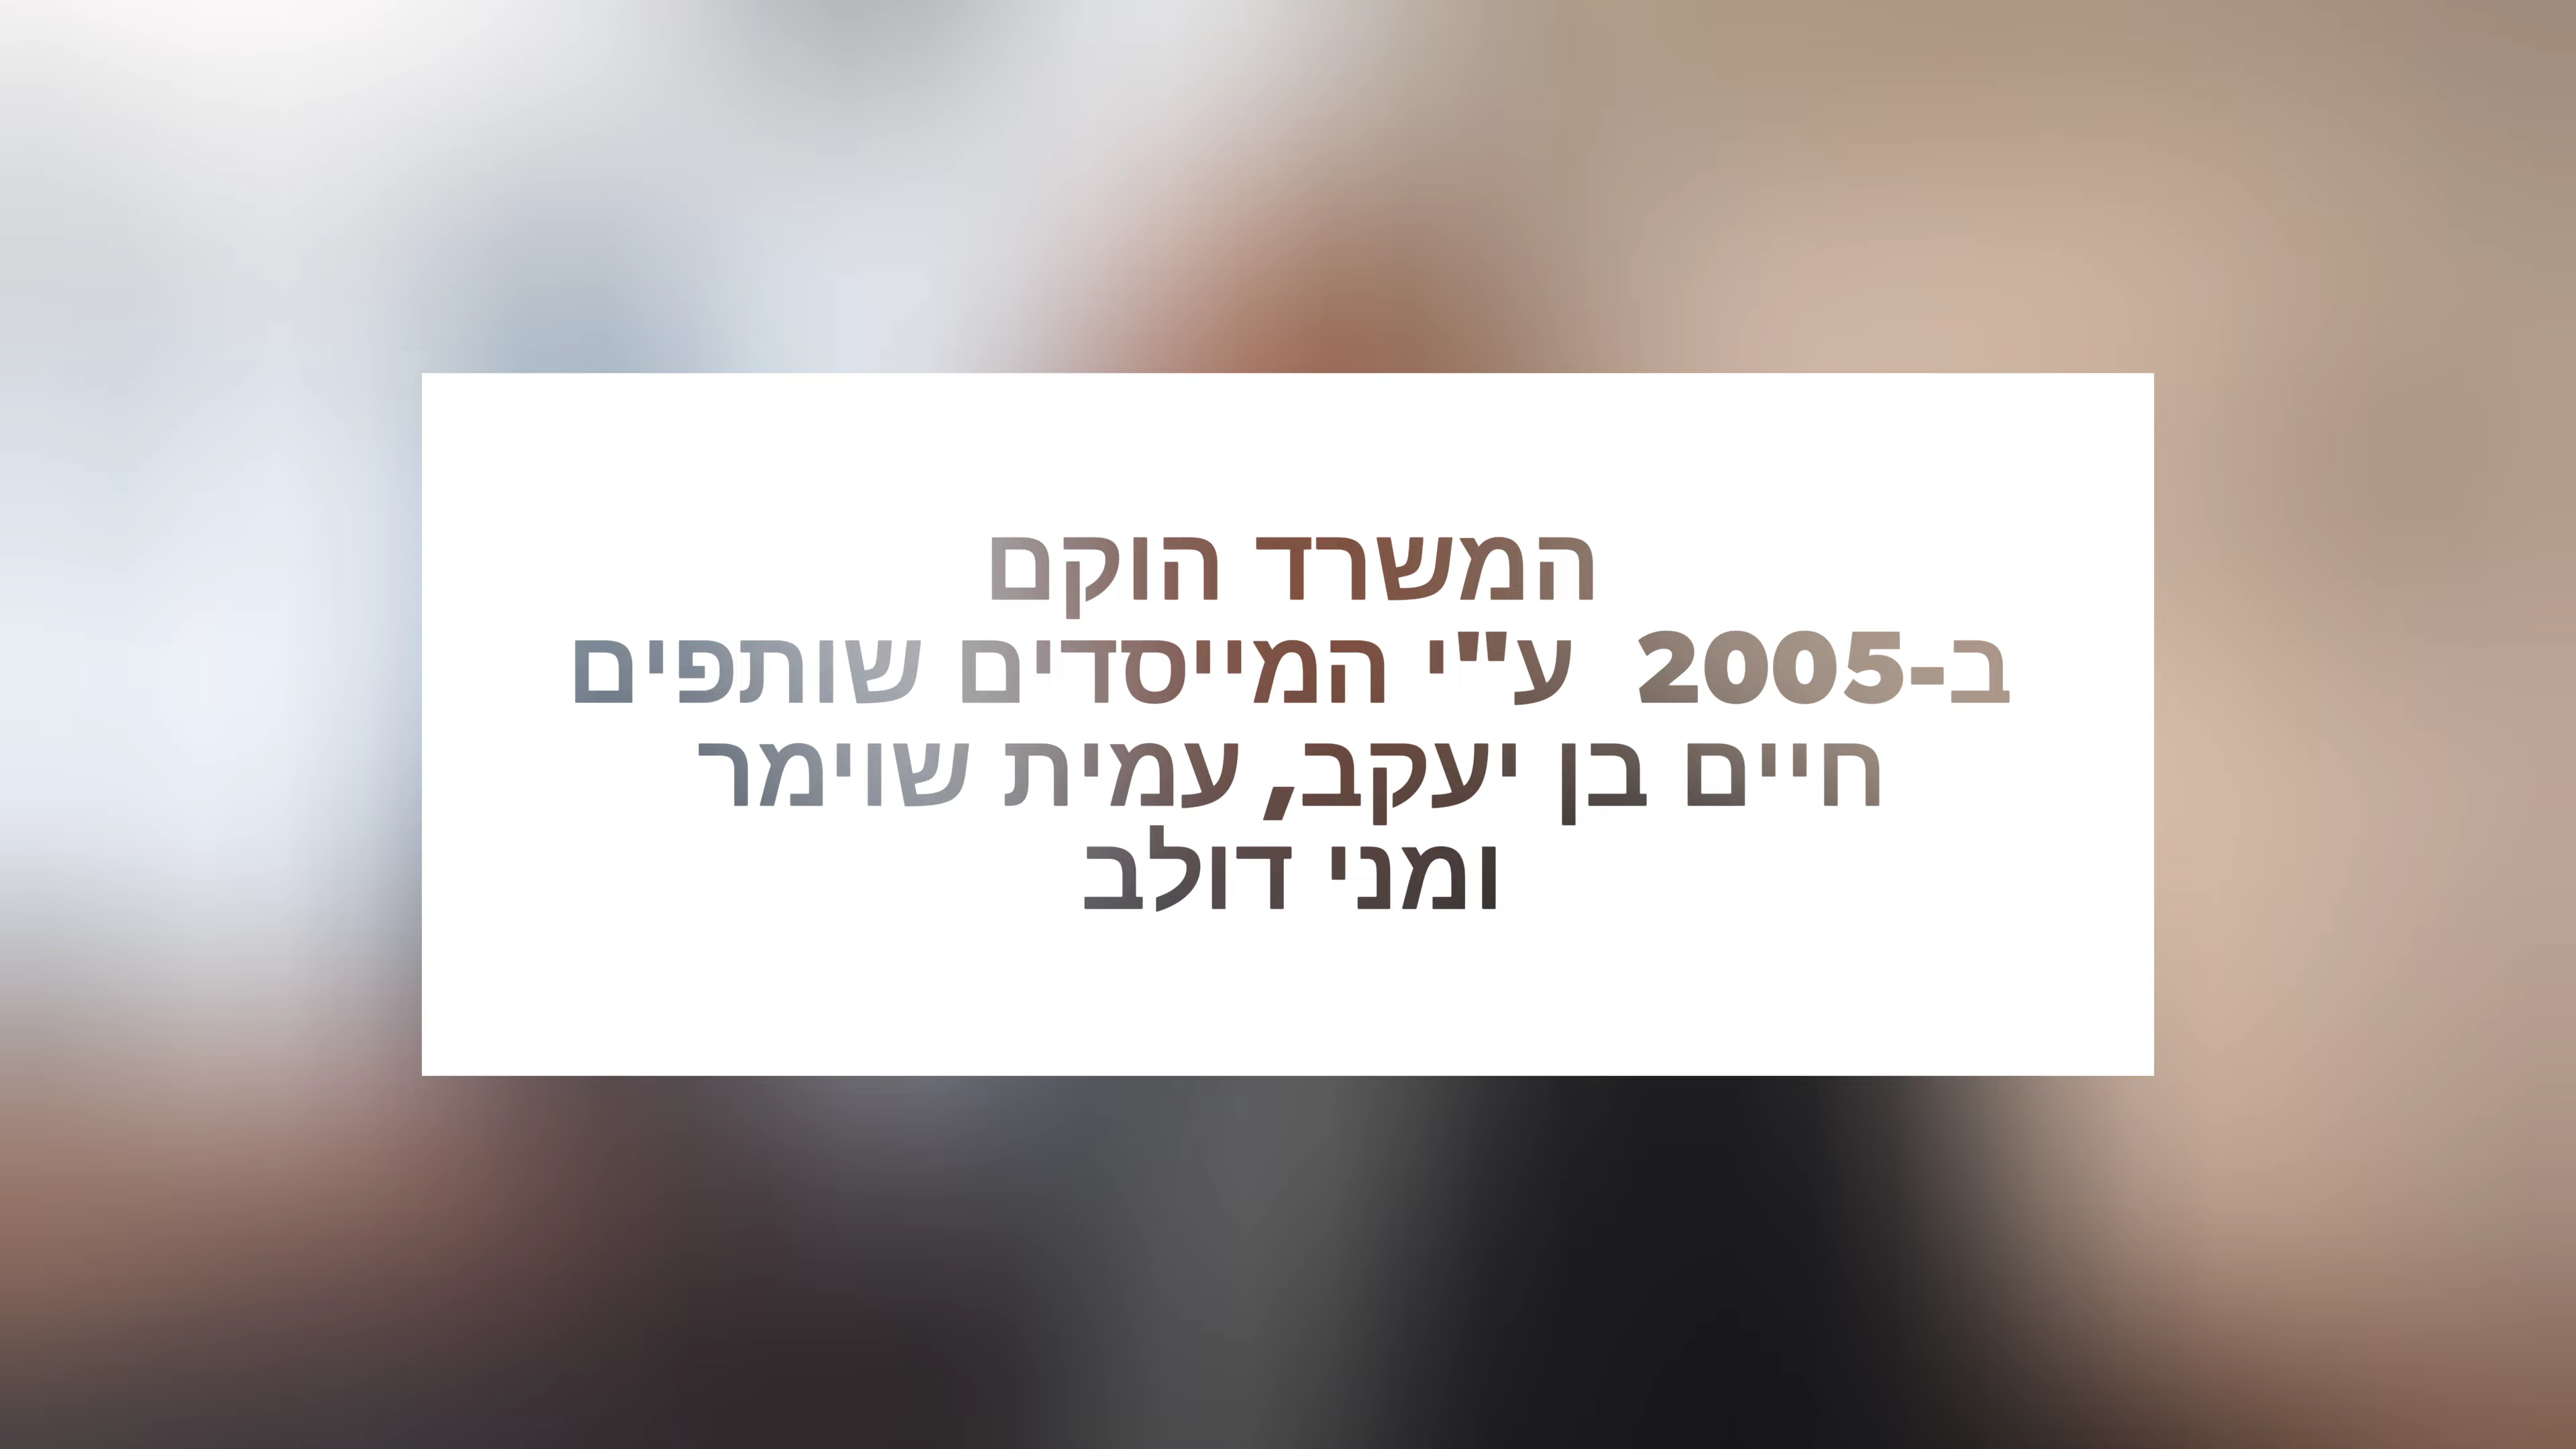 המשרד הוקם
ב-2005 ע"י המייסדים שותפים
חיים בן יעקב, עמית שוימר
ומני דולב